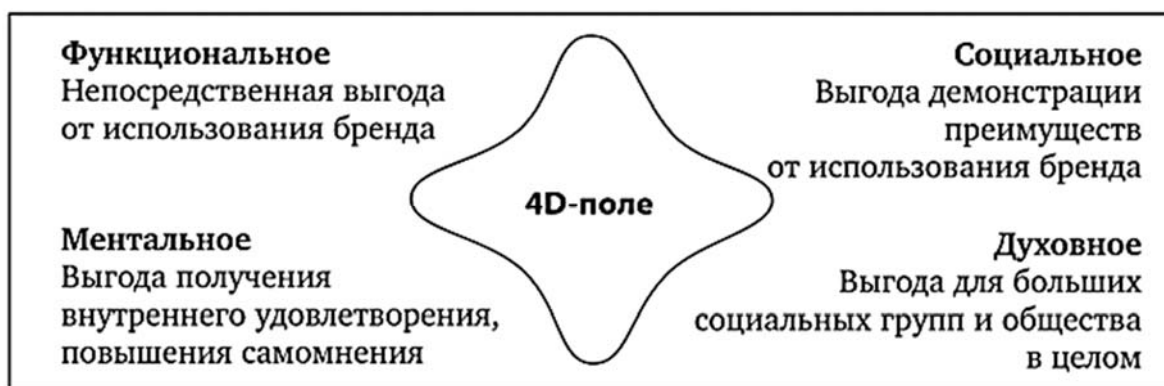 Функциональное
Непосредственная выгода
от использования бренда
Социальное
Выгода демонстрации
преимуществ
от использования бренда
4D-поле
Ментальное
Выгода получения
внутреннего удовлетворения,
повышения самомнения
Духовное
Выгода для больших
социальных групп и общества
в целом